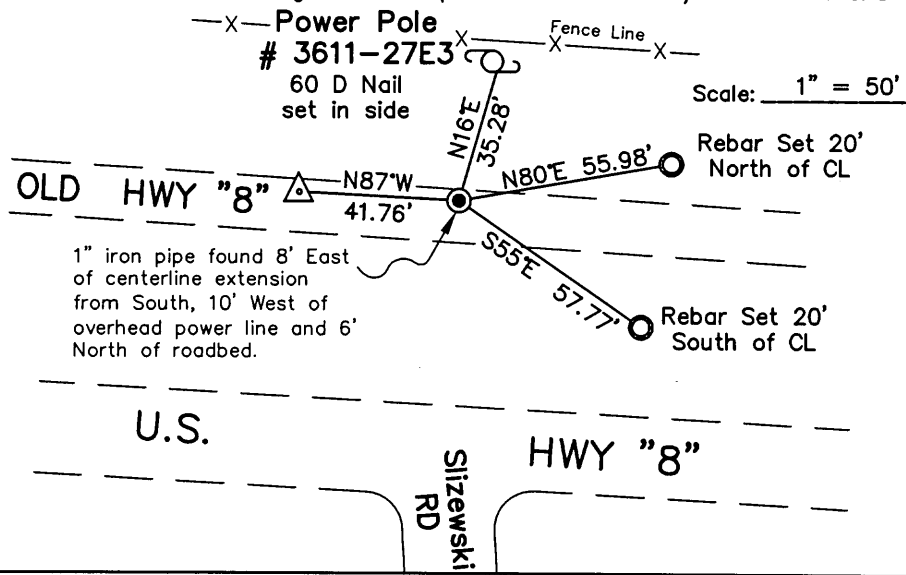 —X— Power Pole
# 3611-27E3
60 D Nail
set in side
X
Fence Line
X
X
Scale: 1" = 50'
N16°E
35.28'
Rebar Set 20'
North of CL
N80°E 55.98'
N87°W
41.76'
OLD HWY "8"
1" iron pipe found 8' East
of centerline extension
from South, 10' West of
overhead power line and 6'
North of roadbed.
S55°E 57.77'
Rebar Set 20'
South of CL
U.S. HWY "8"
Slizewski
RD